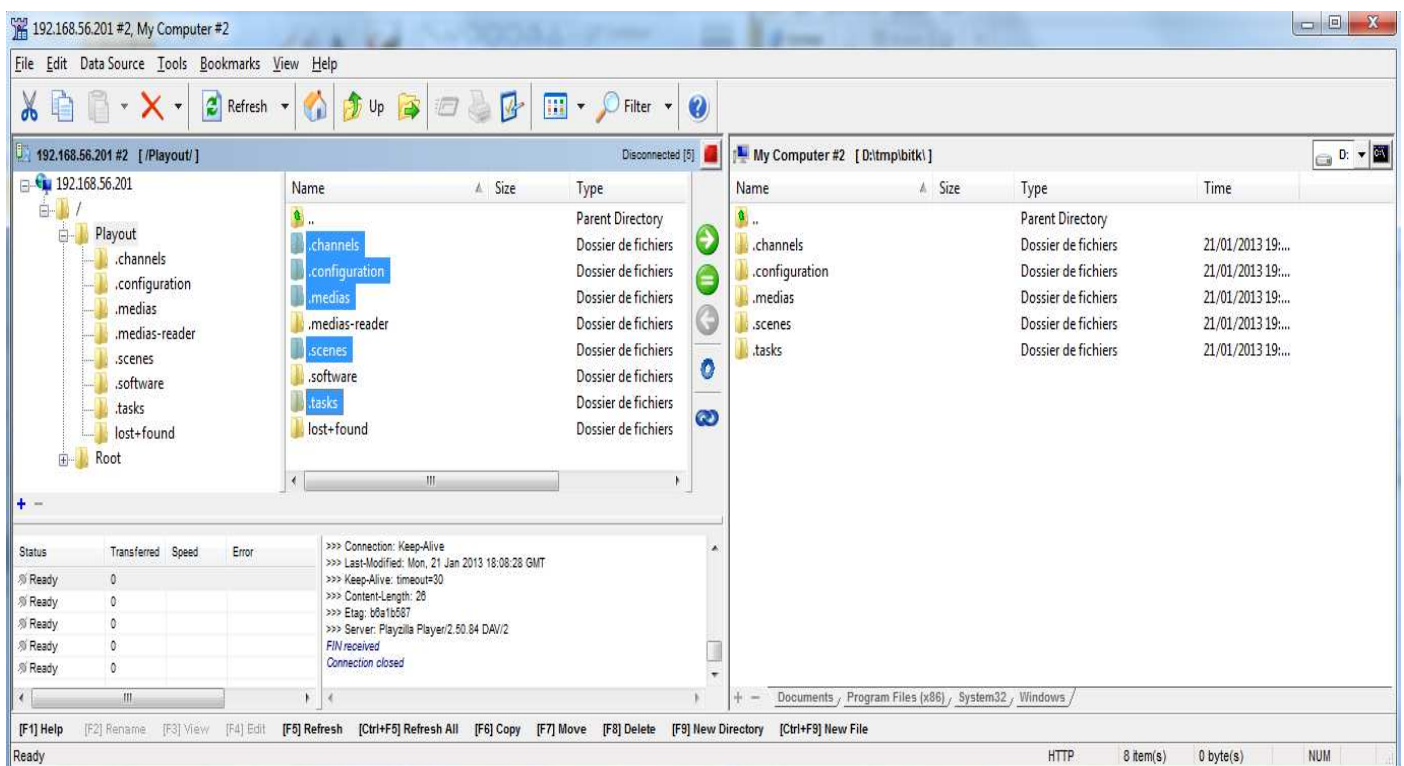 192.168.56.201 #2, My Computer #2
File Edit Data Source Tools Bookmarks View Help
Refresh Up Filter
192.168.56.201 #2 [ /Playout/ ] Disconnected [5]
192.168.56.201
/
Playout
.channels
.configuration
.medias
.medias-reader
.scenes
.software
.tasks
lost+found
Root
Name Size Type
.. Parent Directory
.channels Dossier de fichiers
.configuration Dossier de fichiers
.medias Dossier de fichiers
.medias-reader Dossier de fichiers
.scenes Dossier de fichiers
.software Dossier de fichiers
.tasks Dossier de fichiers
lost+found Dossier de fichiers
My Computer #2 [ D:\tmp\bitk\ ] D:
Name Size Type Time
.. Parent Directory
.channels Dossier de fichiers 21/01/2013 19:...
.configuration Dossier de fichiers 21/01/2013 19:...
.medias Dossier de fichiers 21/01/2013 19:...
.scenes Dossier de fichiers 21/01/2013 19:...
.tasks Dossier de fichiers 21/01/2013 19:...
Status Transferred Speed Error
Ready 0
Ready 0
Ready 0
Ready 0
Ready 0
>>> Connection: Keep-Alive
>>> Last-Modified: Mon, 21 Jan 2013 18:08:28 GMT
>>> Keep-Alive: timeout=30
>>> Content-Length: 26
>>> Etag: b6a1b587
>>> Server: Playzilla Player/2.50.84 DAV/2
FIN received
Connection closed
Documents Program Files (x86) System32 Windows
[F1] Help [F2] Rename [F3] View [F4] Edit [F5] Refresh [Ctrl+F5] Refresh All [F6] Copy [F7] Move [F8] Delete [F9] New Directory [Ctrl+F9] New File
Ready HTTP 8 item(s) 0 byte(s) NUM